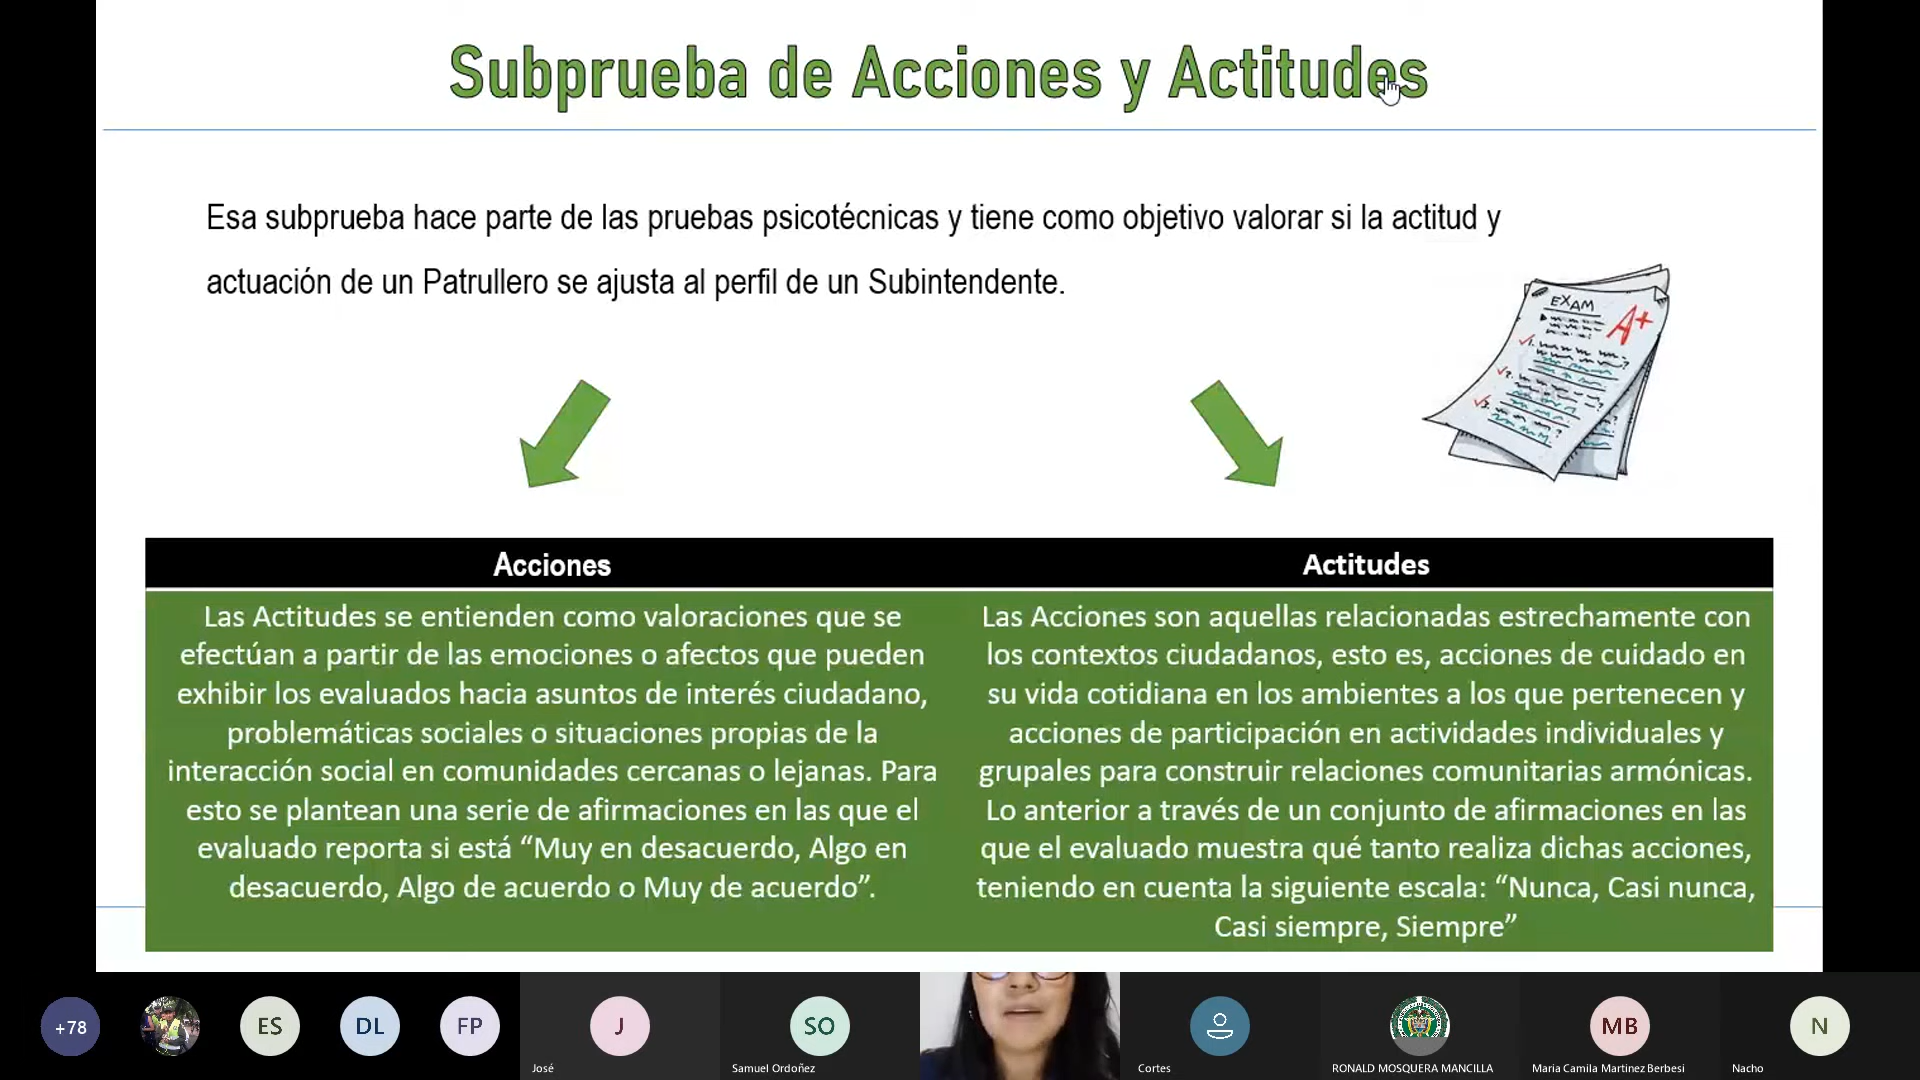 Subprueba de Acciones y Actitudes
Esa subprueba hace parte de las pruebas psicotécnicas y tiene como objetivo valorar si la actitud y
actuación de un Patrullero se ajusta al perfil de un Subintendente.
EXAM
A+
Acciones
Las Actitudes se entienden como valoraciones que se
efectúan a partir de las emociones o afectos que pueden
exhibir los evaluados hacia asuntos de interés ciudadano,
problemáticas sociales o situaciones propias de la
interacción social en comunidades cercanas o lejanas. Para
esto se plantean una serie de afirmaciones en las que el
evaluado reporta si está “Muy en desacuerdo, Algo en
desacuerdo, Algo de acuerdo o Muy de acuerdo”.
Actitudes
Las Acciones son aquellas relacionadas estrechamente con
los contextos ciudadanos, esto es, acciones de cuidado en
su vida cotidiana en los ambientes a los que pertenecen y
acciones de participación en actividades individuales y
grupales para construir relaciones comunitarias armónicas.
Lo anterior a través de un conjunto de afirmaciones en las
que el evaluado muestra qué tanto realiza dichas acciones,
teniendo en cuenta la siguiente escala: “Nunca, Casi nunca,
Casi siempre, Siempre”
+78
ES
DL
FP
J
José
SO
Samuel Ordoñez
Cortes
RONALD MOSQUERA MANCILLA
MB
Maria Camila Martinez Berbesi
N
Nacho